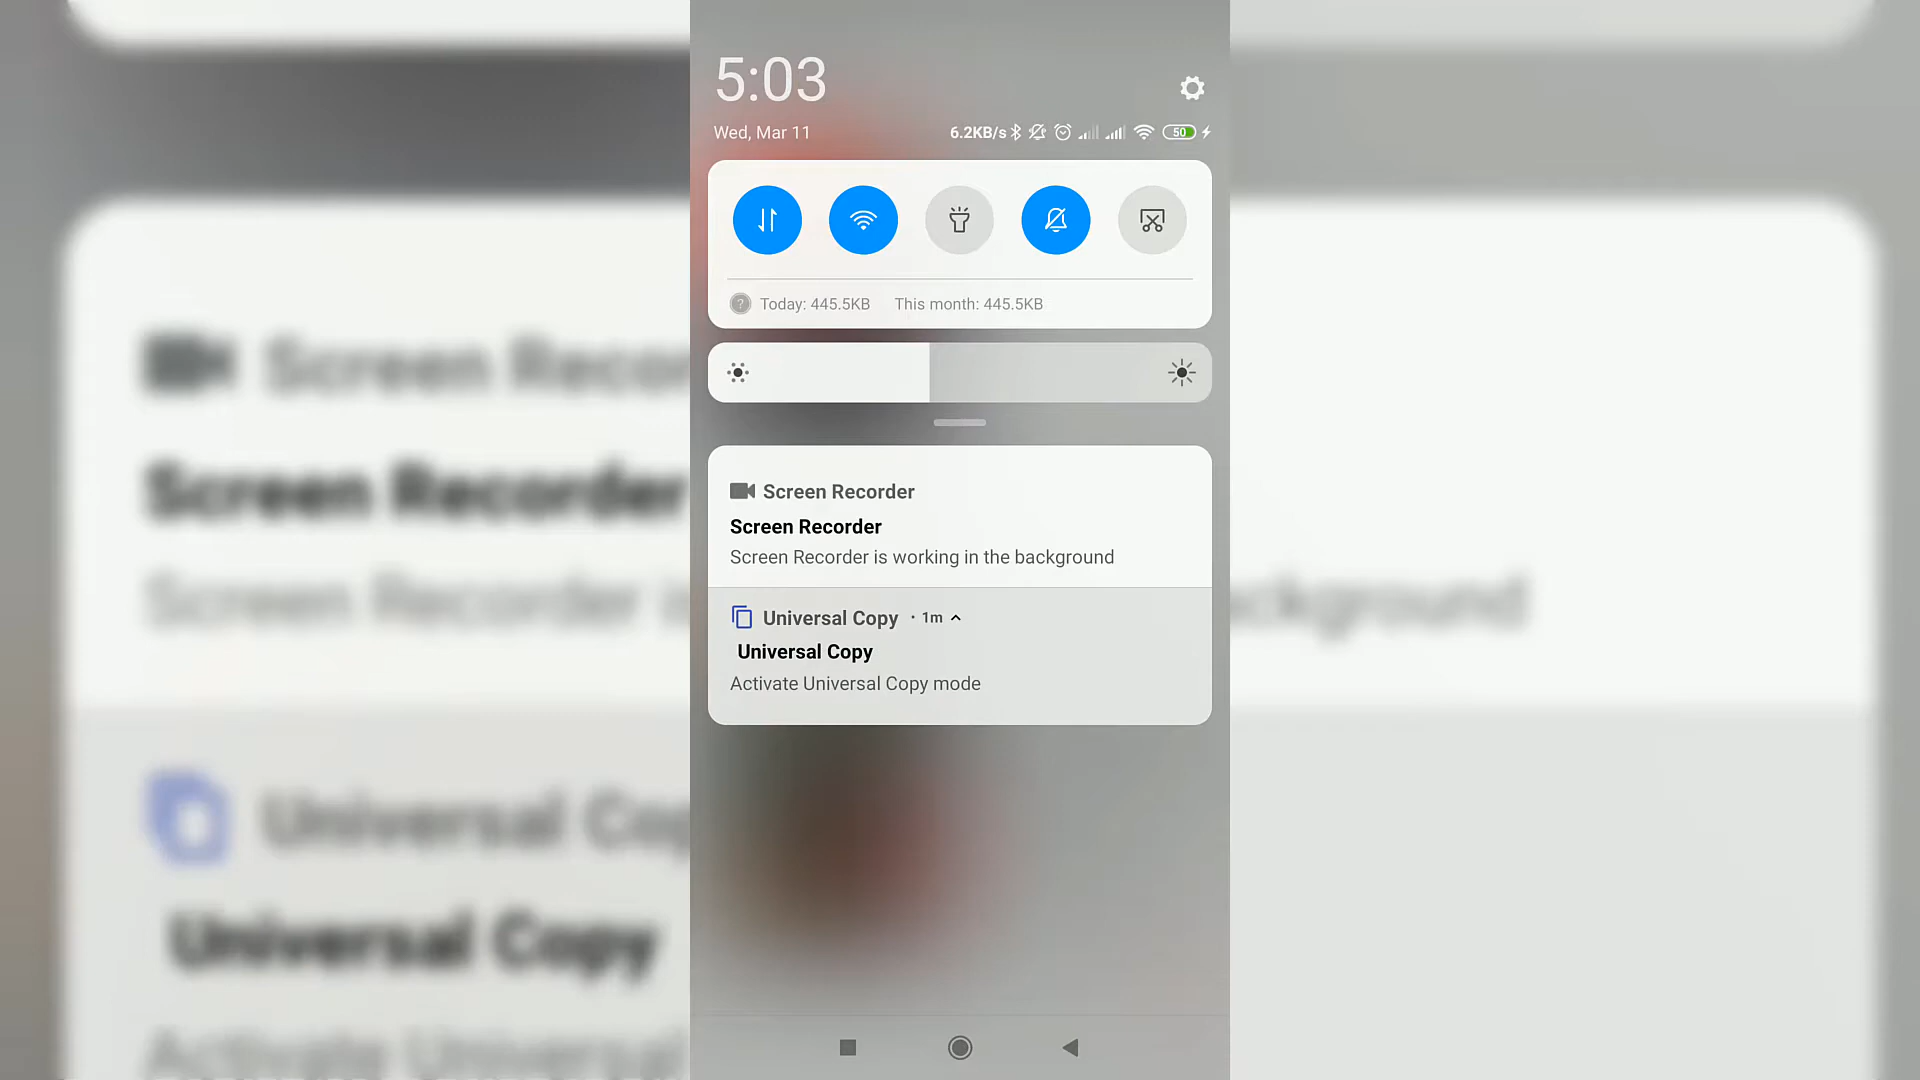 5:03
Wed, Mar 11
6.2KB/s
50
Today: 445.5KB This month: 445.5KB
Screen Recorder
Screen Recorder
Screen Recorder is working in the background
Universal Copy · 1m
Universal Copy
Activate Universal Copy mode